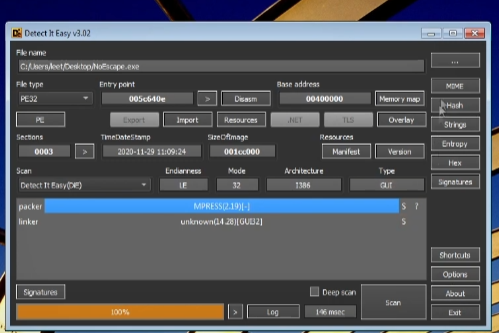 Detect It Easy v3.02
File name
C:/Users/leet/Desktop/NoEscape.exe
...
File type
Entry point
Base address
MIME
PE32
005c640e
>
Disasm
00400000
Memory map
Hash
PE
Export
Import
Resources
.NET
TLS
Overlay
Strings
Sections
TimeDateStamp
SizeOfImage
Resources
Entropy
0003
>
2020-11-29 11:09:24
001cc000
Manifest
Version
Hex
Scan
Endianness
Mode
Architecture
Type
Detect It Easy(DiE)
LE
32
I386
GUI
Signatures
packer
MPRESS(2.19)[-]
S
?
linker
unknown(14.28)[GUI32]
S
Shortcuts
Options
Signatures
Deep scan
Scan
About
100%
>
Log
146 msec
Exit